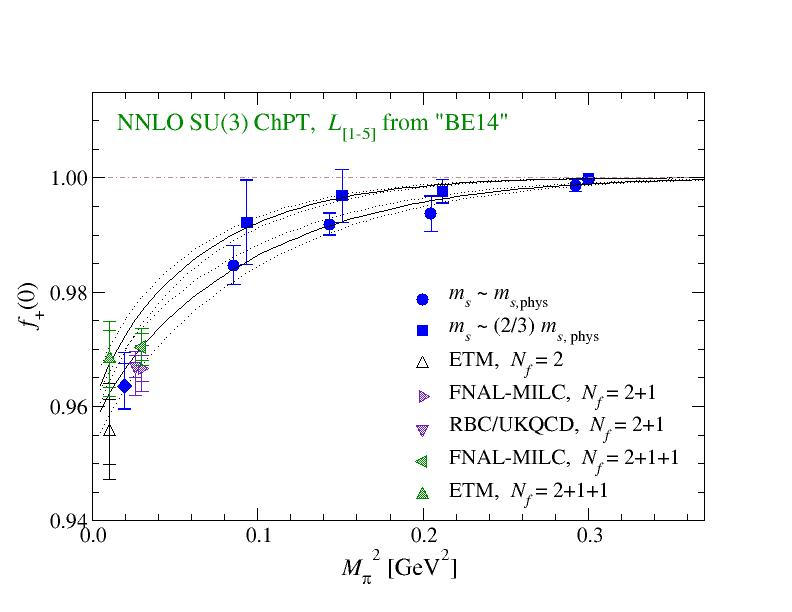 NNLO SU(3) ChPT, L[1-5] from "BE14"
1.00
0.98
0.96
0.94
f+(0)
ms ~ ms,phys
ms ~ (2/3) ms, phys
ETM, Nf = 2
FNAL-MILC, Nf = 2+1
RBC/UKQCD, Nf = 2+1
FNAL-MILC, Nf = 2+1+1
ETM, Nf = 2+1+1
0.0 0.1 0.2 0.3
Mπ² [GeV²]